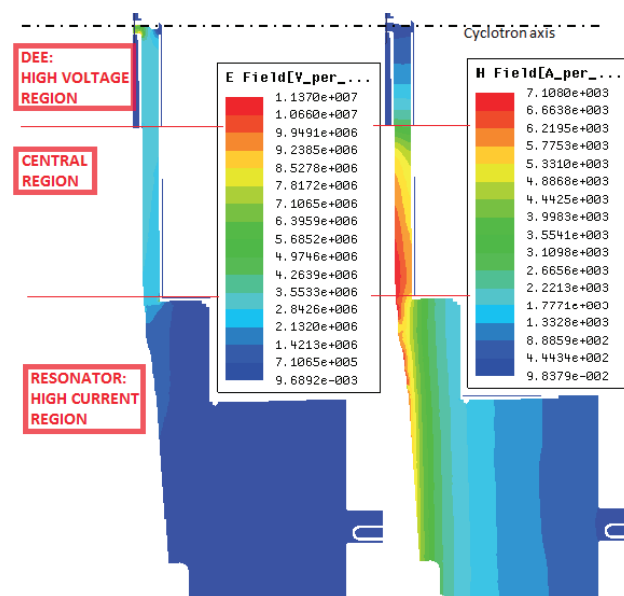 Cyclotron axis
DEE:
HIGH VOLTAGE
REGION
CENTRAL
REGION
RESONATOR:
HIGH CURRENT
REGION
E Field[V_per_...
1.1370e+007
1.0660e+007
9.9491e+006
9.2385e+006
8.5278e+006
7.8172e+006
7.1065e+006
6.3959e+006
5.6852e+006
4.9746e+006
4.2639e+006
3.5533e+006
2.8426e+006
2.1320e+006
1.4213e+006
7.1065e+005
9.6892e-003
H Field[A_per_...
7.1080e+003
6.6638e+003
6.2195e+003
5.7753e+003
5.3310e+003
4.8868e+003
4.4425e+003
3.9983e+003
3.5541e+003
3.1098e+003
2.6656e+003
2.2213e+003
1.7771e+003
1.3328e+003
8.8859e+002
4.4434e+002
9.8379e-002